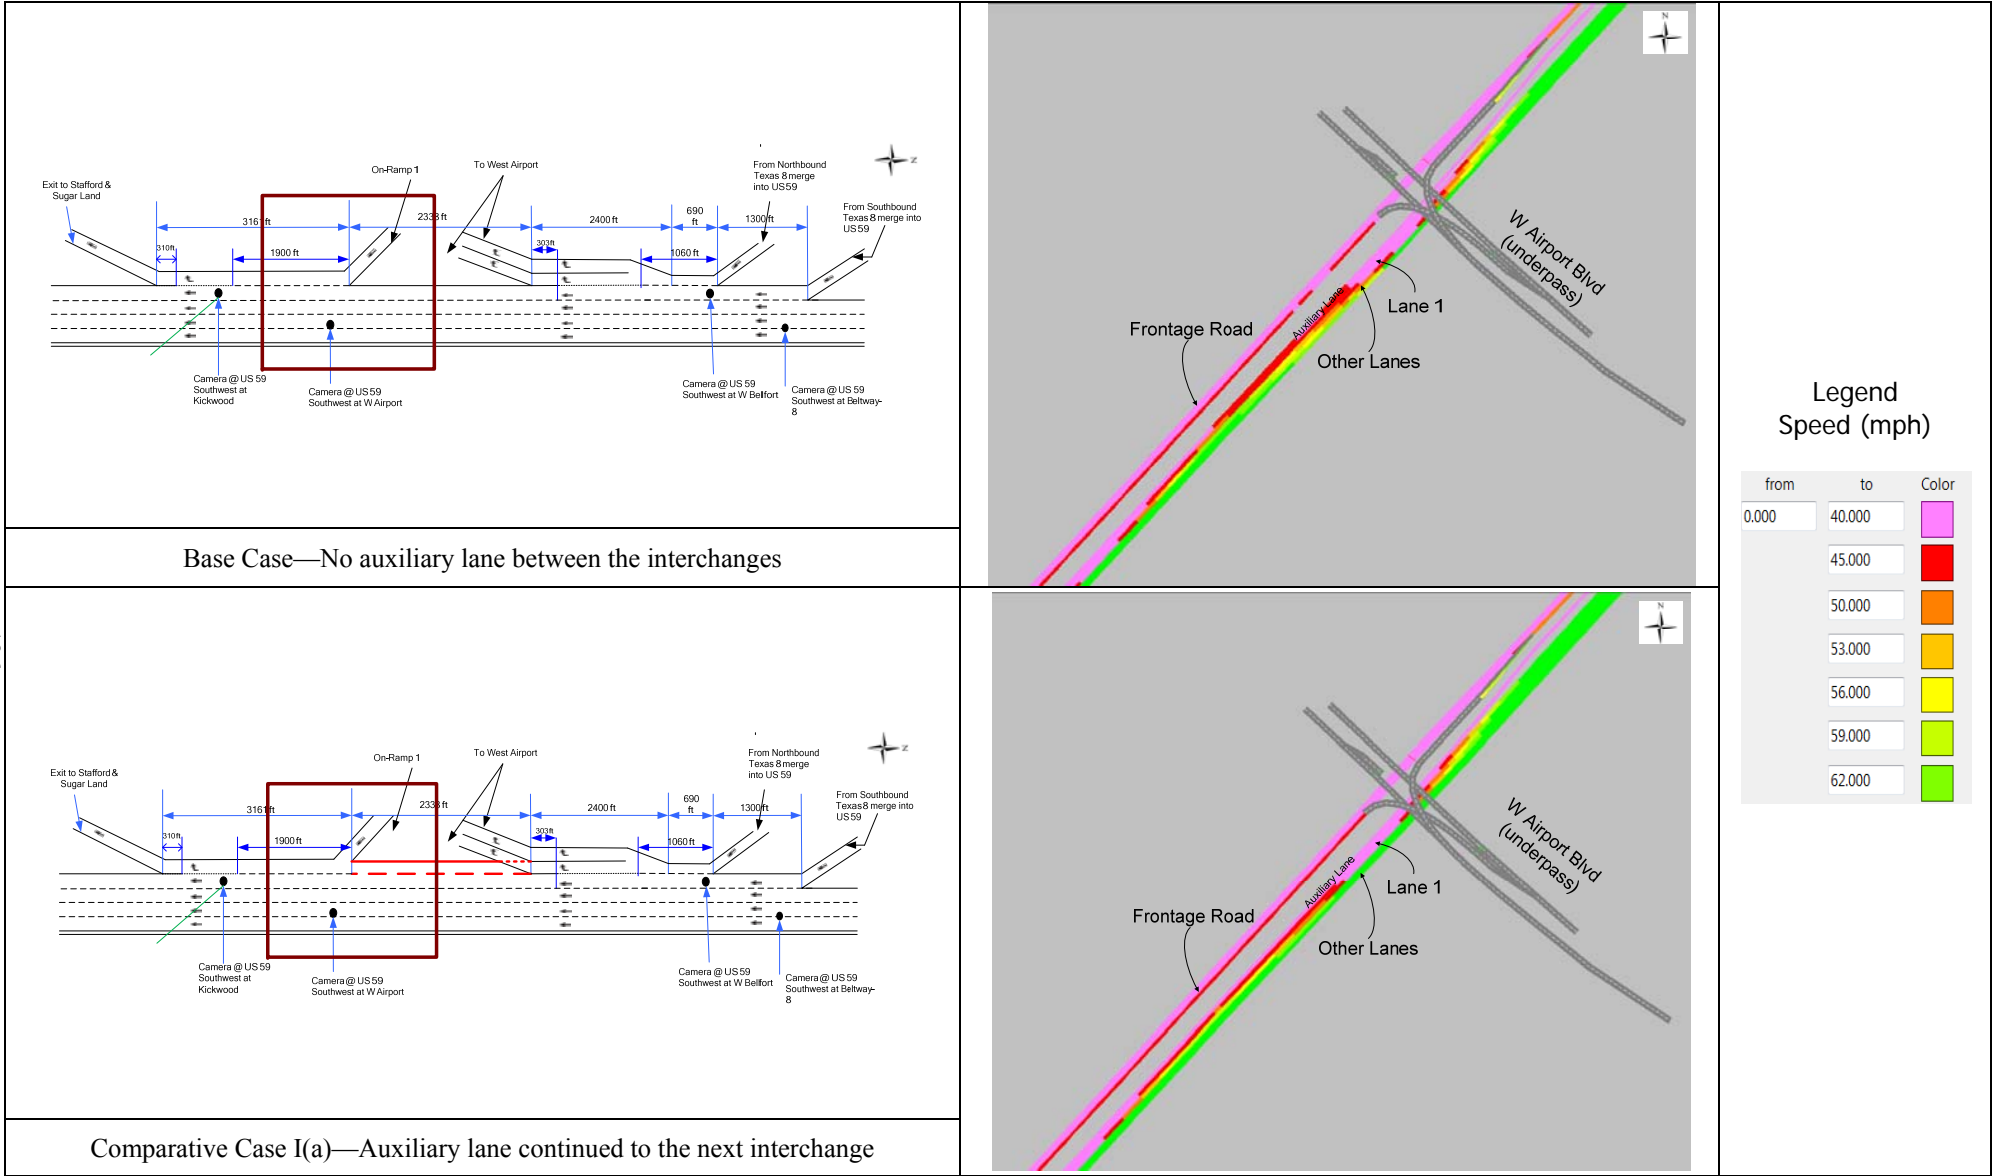 Exit to Stafford &
Sugar Land
On-Ramp 1
To West Airport
From Northbound
Texas 8 merge
into US 59
From Southbound
Texas 8 merge into
US 59
Z
3161 ft
2333 ft
2400 ft
690
ft
1300 ft
310ft
1900 ft
303ft
1060 ft
Camera @ US 59
Southwest at
Kickwood
Camera @ US 59
Southwest at W Airport
Camera @ US 59
Southwest at W Bellfort
Camera @ US 59
Southwest at Beltway-
8
Base Case—No auxiliary lane between the interchanges
N
W Airport Blvd
(underpass)
Lane 1
Auxiliary Lane
Frontage Road
Other Lanes
Legend
Speed (mph)
from to Color
0.000 40.000
45.000
50.000
53.000
56.000
59.000
62.000
Exit to Stafford &
Sugar Land
On-Ramp 1
To West Airport
From Northbound
Texas 8 merge
into US 59
From Southbound
Texas 8 merge into
US 59
Z
3161 ft
2333 ft
2400 ft
690
ft
1300 ft
310ft
1900 ft
303ft
1060 ft
Camera @ US 59
Southwest at
Kickwood
Camera @ US 59
Southwest at W Airport
Camera @ US 59
Southwest at W Bellfort
Camera @ US 59
Southwest at Beltway-
8
Comparative Case I(a)—Auxiliary lane continued to the next interchange
N
W Airport Blvd
(underpass)
Lane 1
Auxiliary Lane
Frontage Road
Other Lanes